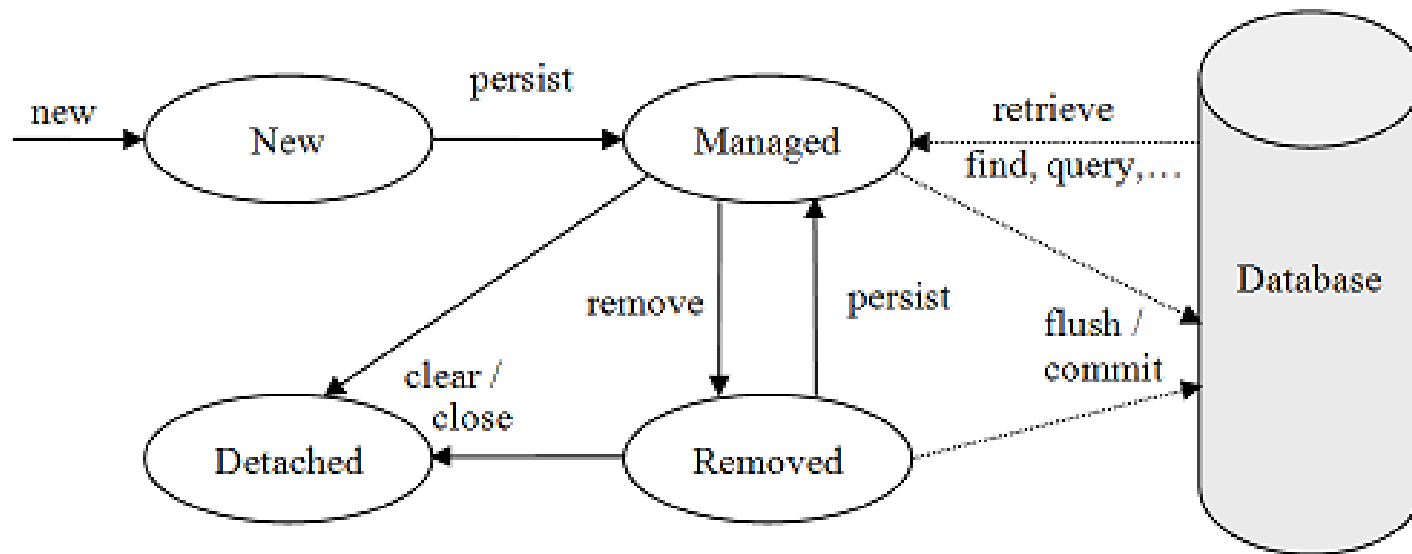 new
New
persist
Managed
retrieve
find, query,...
Database
remove
persist
flush /
commit
clear /
close
Detached
Removed